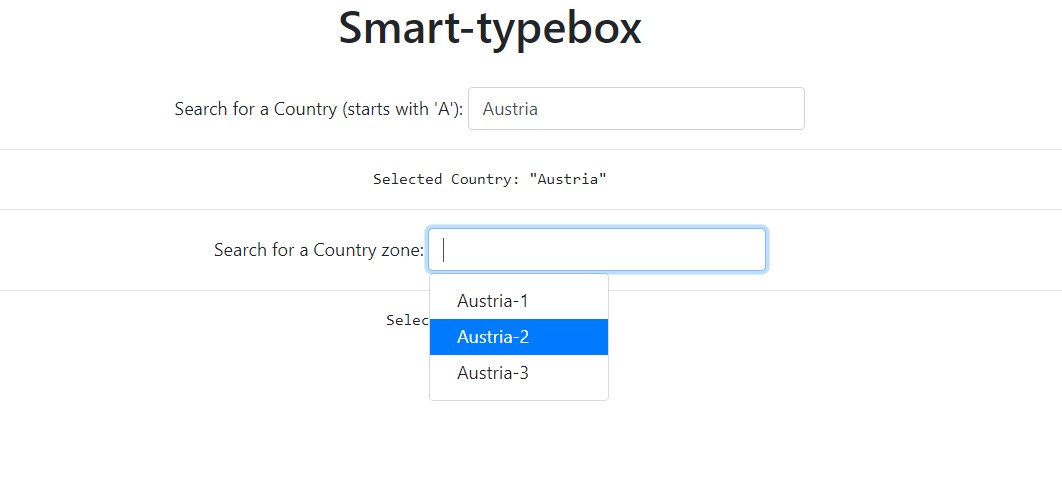 Smart-typebox
Search for a Country (starts with 'A'): Austria
Selected Country: "Austria"
Search for a Country zone:
Austria-1
Austria-2
Austria-3